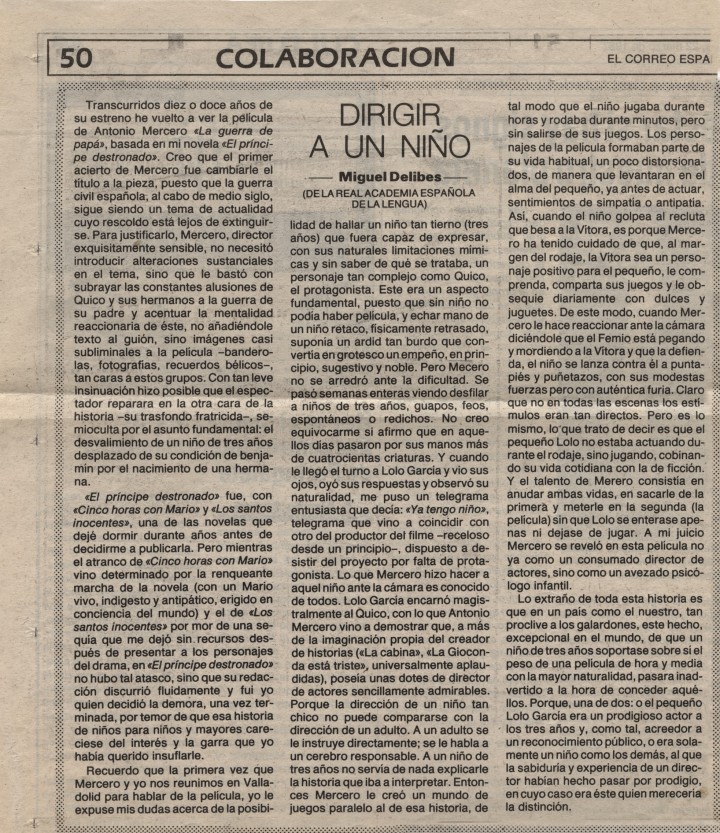 50
COLABORACION
EL CORREO ESPA
Transcurridos diez o doce años de
su estreno he vuelto a ver la película
de Antonio Mercero «La guerra de
papá», basada en mi novela «El prínci-
pe destronado». Creo que el primer
acierto de Mercero fue cambiarle el
título a la pieza, puesto que la guerra
civil española, al cabo de medio siglo,
sigue siendo un tema de actualidad
cuyo rescoldo está lejos de extinguir-
se. Para justificarlo, Mercero, director
exquisitamente sensible, no necesitó
introducir alteraciones sustanciales
en el tema, sino que le bastó con
subrayar las constantes alusiones de
Quico y sus hermanos a la guerra de
su padre y acentuar la mentalidad
reaccionaria de éste, no añadiéndole
texto al guión, sino imágenes casi
subliminales a la película –bandero-
las, fotografías, recuerdos bélicos–,
tan caras a estos grupos. Con tan leve
insinuación hizo posible que el espec-
tador reparara en la otra cara de la
historia –su trasfondo fratricida–, se-
mioculta por el asunto fundamental: el
desvalimiento de un niño de tres años
desplazado de su condición de benja-
mín por el nacimiento de una herma-
na.
«El príncipe destronado» fue, con
«Cinco horas con Mario» y «Los santos
inocentes», una de las novelas que
dejé dormir durante años antes de
decidirme a publicarla. Pero mientras
el atranco de «Cinco horas con Mario»
vino determinado por la renqueante
marcha de la novela (con un Mario
vivo, indigesto y antipático, erigido en
conciencia del mundo) y el de «Los
santos inocentes» por mor de una se-
quía que me dejó sin recursos des-
pués de presentar a los personajes
del drama, en «El príncipe destronado»
no hubo tal atasco, sino que su redac-
ción discurrió fluidamente y fui yo
quien decidió la demora, una vez ter-
minada, por temor de que esa historia
de niños para niños y mayores care-
ciese del interés y la garra que yo
había querido insuflarle.
Recuerdo que la primera vez que
Mercero y yo nos reunimos en Valla-
dolid para hablar de la película, yo le
expuse mis dudas acerca de la posibi-
DIRIGIR
A UN NIÑO
Miguel Delibes
(DE LA REAL ACADEMIA ESPAÑOLA
DE LA LENGUA)
lidad de hallar un niño tan tierno (tres
años) que fuera capáz de expresar,
con sus naturales limitaciones mími-
cas y sin saber de qué se trataba, un
personaje tan complejo como Quico,
el protagonista. Este era un aspecto
fundamental, puesto que sin niño no
podía haber película, y echar mano de
un niño retaco, físicamente retrasado,
suponía un ardid tan burdo que con-
vertía en grotesco un empeño, en prin-
cipio, sugestivo y noble. Pero Mecero
no se arredró ante la dificultad. Se
pasó semanas enteras viendo desfilar
a niños de tres años, guapos, feos,
espontáneos o redichos. No creo
equivocarme si afirmo que en aque-
llos días pasaron por sus manos más
de cuatrocientas criaturas. Y cuando
le llegó el turno a Lolo García y vio sus
ojos, oyó sus respuestas y observó su
naturalidad, me puso un telegrama
entusiasta que decía: «Ya tengo niño»,
telegrama que vino a coincidir con
otro del productor del filme –receloso
desde un principio–, dispuesto a de-
sistir del proyecto por falta de prota-
gonista. Lo que Mercero hizo hacer a
aquel niño ante la cámara es conocido
de todos. Lolo García encarnó magis-
tralmente al Quico, con lo que Antonio
Mercero vino a demostrar que, a más
de la imaginación propia del creador
de historias («La cabina», «La Giocon-
da está triste», universalmente aplau-
didas), poseía unas dotes de director
de actores sencillamente admirables.
Porque la dirección de un niño tan
chico no puede compararse con la
dirección de un adulto. A un adulto se
le instruye directamente; se le habla a
un cerebro responsable. A un niño de
tres años no servía de nada explicarle
la historia que iba a interpretar. Enton-
ces Mercero le creó un mundo de
juegos paralelo al de esa historia, de
tal modo que el niño jugaba durante
horas y rodaba durante minutos, pero
sin salirse de sus juegos. Los perso-
najes de la película formaban parte de
su vida habitual, un poco distorsiona-
dos, de manera que levantaran en el
alma del pequeño, ya antes de actuar,
sentimientos de simpatía o antipatía.
Así, cuando el niño golpea al recluta
que besa a la Vítora, es porque Merce-
ro ha tenido cuidado de que, al mar-
gen del rodaje, la Vítora sea un perso-
naje positivo para el pequeño, le com-
prenda, comparta sus juegos y le ob-
sequie diariamente con dulces y
juguetes. De este modo, cuando Mer-
cero le hace reaccionar ante la cámara
diciéndole que el Femio está pegando
y mordiendo a la Vítora y que la defien-
da, el niño se lanza contra él a punta-
piés y puñetazos, con sus modestas
fuerzas pero con auténtica furia. Claro
que no en todas las escenas los estí-
mulos eran tan directos. Pero es lo
mismo, lo que trato de decir es que el
pequeño Lolo no estaba actuando du-
rante el rodaje, sino jugando, cobinan-
do su vida cotidiana con la de ficción.
Y el talento de Merero consistía en
anudar ambas vidas, en sacarle de la
primera y meterle en la segunda (la
película) sin que Lolo se enterase ape-
nas ni dejase de jugar. A mi juicio
Mercero se reveló en esta película no
ya como un consumado director de
actores, sino como un avezado psicó-
logo infantil.
Lo extraño de toda esta historia es
que en un país como el nuestro, tan
proclive a los galardones, este hecho,
excepcional en el mundo, de que un
niño de tres años soportase sobre sí el
peso de una película de hora y media
con la mayor naturalidad, pasara inad-
vertido a la hora de conceder aqué-
llos. Porque, una de dos: o el pequeño
Lolo García era un prodigioso actor a
los tres años y, como tal, acreedor a
un reconocimiento público, o era sola-
mente un niño como los demás, al que
la sabiduría y experiencia de un direc-
tor habían hecho pasar por prodigio,
en cuyo caso era éste quien merecería
la distinción.